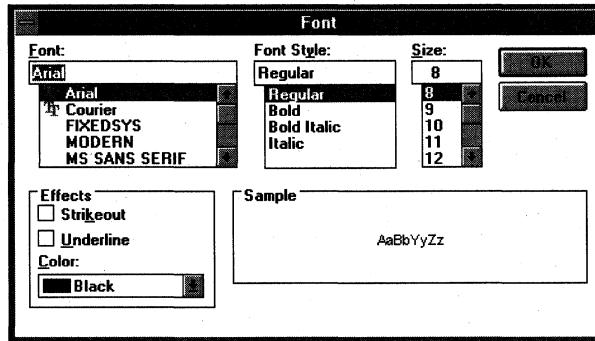 Font
Font:
Arial
Arial
Courier
FIXEDSYS
MODERN
MS SANS SERIF
Font Style:
Regular
Regular
Bold
Bold Italic
Italic
Size:
8
8
9
10
11
12
OK
Cancel
Effects
Strikeout
Underline
Color:
Black
Sample
AaBbYyZz